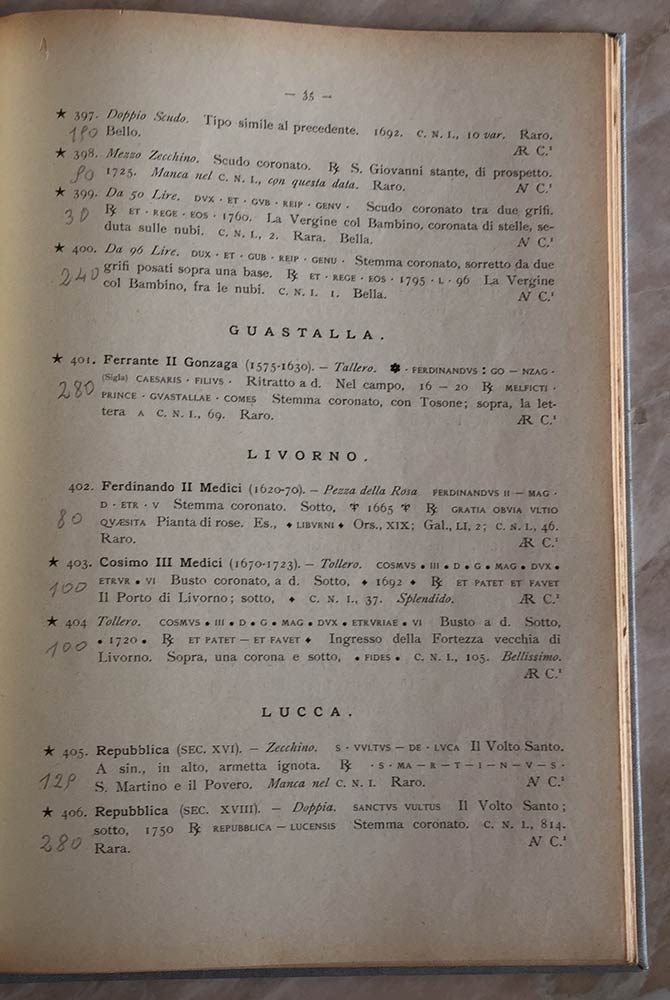 — 35 —
★ 397. Doppio Scudo. Tipo simile al precedente. 1692. C. N. I., 10 var. Raro.
190 Bello. ÆR C.¹
★ 398. Mezzo Zecchino. Scudo coronato. ℞ S. Giovanni stante, di prospetto.
1725. Manca nel C. N. I., con questa data. Raro. N C.¹
★ 399. Da 50 Lire. DVX · ET · GVB · REIP · GENV · Scudo coronato tra due grifi.
30 ℞ ET · REGE · EOS · 1760. La Vergine col Bambino, coronata di stelle, se-
duta sulle nubi. C. N. I., 2. Rara. Bella. N C.¹
★ 400. Da 96 Lire. DUX · ET · GUB · REIP · GENU · Stemma coronato, sorretto da due
240 grifi posati sopra una base. ℞ ET · REGE · EOS · 1795 · L · 96 La Vergine
col Bambino, fra le nubi. C. N. I. 1. Bella. N C.¹
GUASTALLA.
★ 401. Ferrante II Gonzaga (1575-1630). — Tallero. ✽ · FERDINANDVS : GO — NZAG ·
280 (Sigla) CAESARIS · FILIVS · Ritratto a d. Nel campo, 16 — 20 ℞ MELFICTI ·
PRINCE · GVASTALLAE · COMES Stemma coronato, con Tosone; sopra, la let-
tera A C. N. I., 69. Raro. ÆR C.¹
LIVORNO.
402. Ferdinando II Medici (1620-70). — Pezza della Rosa FERDINANDVS II — MAG ·
D · ETR · V Stemma coronato. Sotto, ♈ 1665 ♈ ℞ GRATIA OBVIA VLTIO
80 QVÆSITA Pianta di rose. Es., ◆ LIBVRNI ◆ Ors., XIX; Gal., LI, 2; C. N. I., 46.
Raro. ÆR C.¹
★ 403. Cosimo III Medici (1670-1723). — Tollero. COSMVS • III • D • G • MAG • DVX •
100 ETRVR • VI Busto coronato, a d. Sotto, ◆ 1692 ◆ ℞ ET PATET ET FAVET
Il Porto di Livorno; sotto, ◆ C. N. I., 37. Splendido. ÆR C.¹
★ 404 Tollero. COSMVS • III • D • G • MAG • DVX • ETRVRIAE • VI Busto a d. Sotto,
100 • 1720 • ℞ ET PATET — ET FAVET ◆ Ingresso della Fortezza vecchia di
Livorno. Sopra, una corona e sotto, • FIDES • C. N. I., 105. Bellissimo.
ÆR C.¹
LUCCA.
★ 405. Repubblica (SEC. XVI). — Zecchino. S · VVLTVS — DE · LVCA Il Volto Santo.
A sin., in alto, armetta ignota. ℞ · S · MA — R — T — I — N — V — S ·
125 S. Martino e il Povero. Manca nel C. N. I. Raro. N C.¹
★ 406. Repubblica (SEC. XVIII). — Doppia. SANCTVS VULTUS Il Volto Santo;
sotto, 1750 ℞ REPUBBLICA — LUCENSIS Stemma coronato. C. N. I., 814.
280 Rara. N C.¹